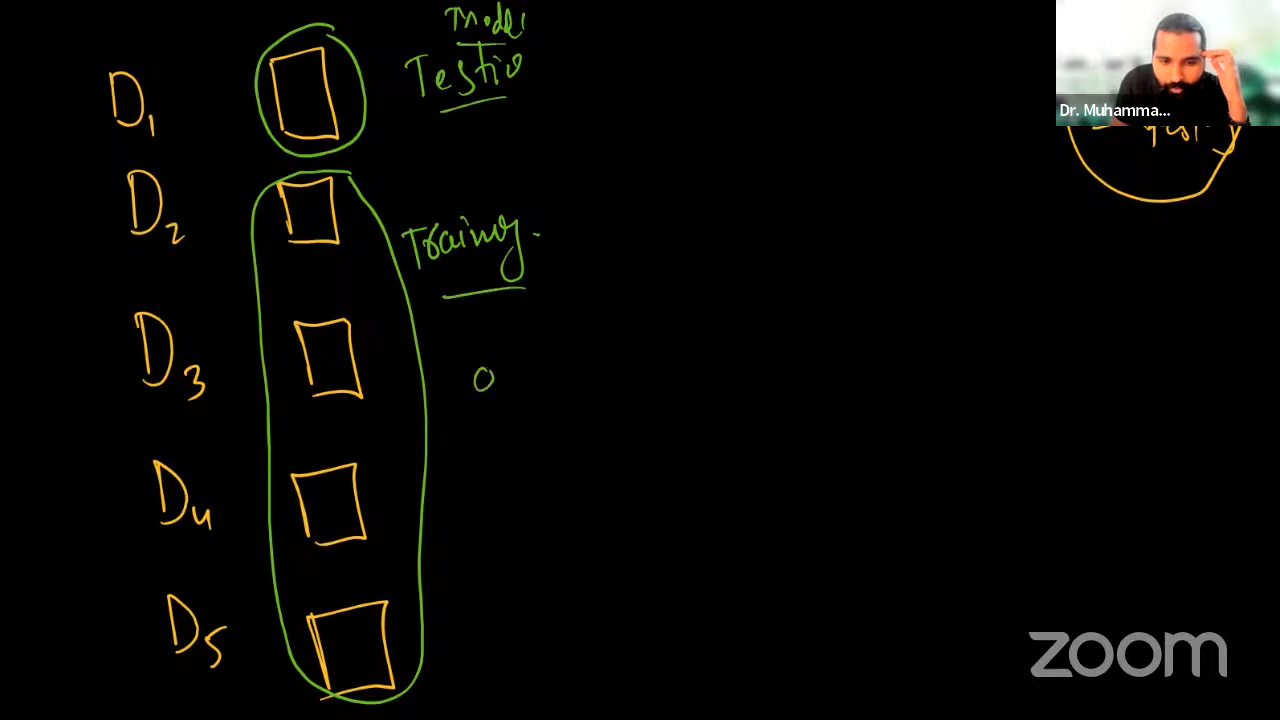 Model
Testing
D1
Dr. Muhamma...
D2
Training.
D3
D4
D5
zoom